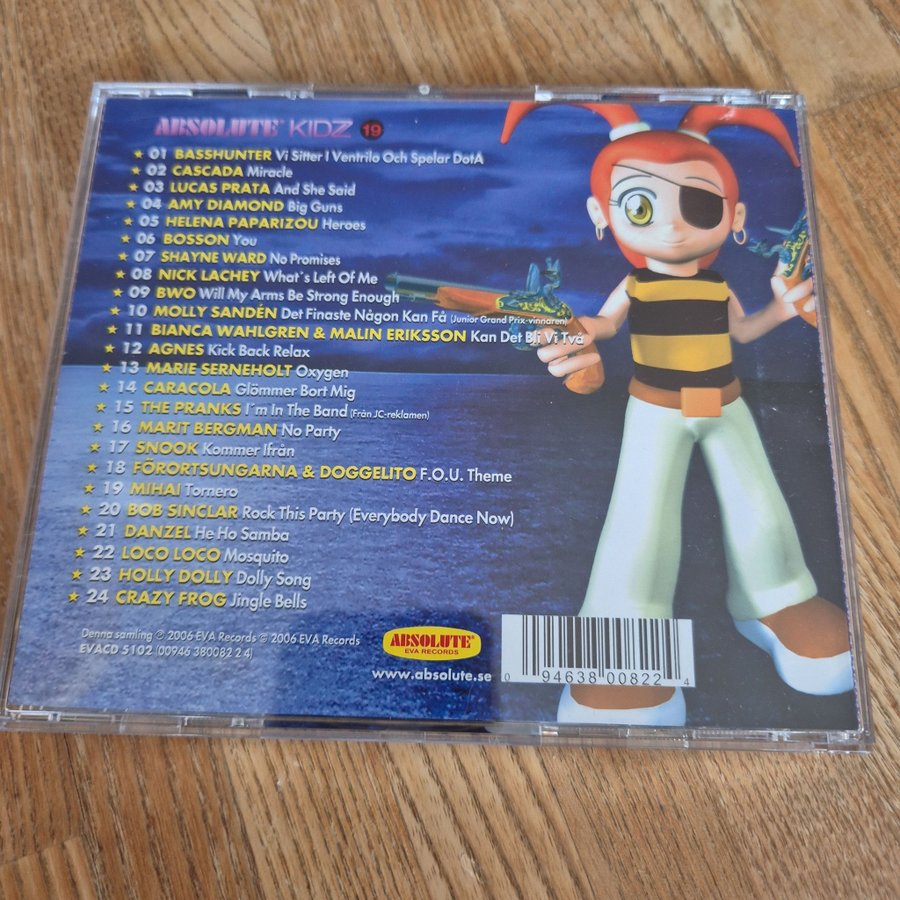 ABSOLUTE KIDZ 19
★ 01 BASSHUNTER Vi Sitter I Ventrilo Och Spelar DotA
★ 02 CASCADA Miracle
★ 03 LUCAS PRATA And She Said
★ 04 AMY DIAMOND Big Guns
★ 05 HELENA PAPARIZOU Heroes
★ 06 BOSSON You
★ 07 SHAYNE WARD No Promises
★ 08 NICK LACHEY What´s Left Of Me
★ 09 BWO Will My Arms Be Strong Enough
★ 10 MOLLY SANDÉN Det Finaste Någon Kan Få (Junior Grand Prix-vinnaren)
★ 11 BIANCA WAHLGREN & MALIN ERIKSSON Kan Det Bli Vi Två
★ 12 AGNES Kick Back Relax
★ 13 MARIE SERNEHOLT Oxygen
★ 14 CARACOLA Glömmer Bort Mig
★ 15 THE PRANKS I´m In The Band (Från JC-reklamen)
★ 16 MARIT BERGMAN No Party
★ 17 SNOOK Kommer Ifrån
★ 18 FÖRORTSUNGARNA & DOGGELITO F.O.U. Theme
★ 19 MIHAI Tornero
★ 20 BOB SINCLAR Rock This Party (Everybody Dance Now)
★ 21 DANZEL He Ho Samba
★ 22 LOCO LOCO Mosquito
★ 23 HOLLY DOLLY Dolly Song
★ 24 CRAZY FROG Jingle Bells
Denna samling ℗ 2006 EVA Records © 2006 EVA Records
EVACD 5102 (00946 380082 2 4)
ABSOLUTE
EVA RECORDS
www.absolute.se
0 94638 00822 4